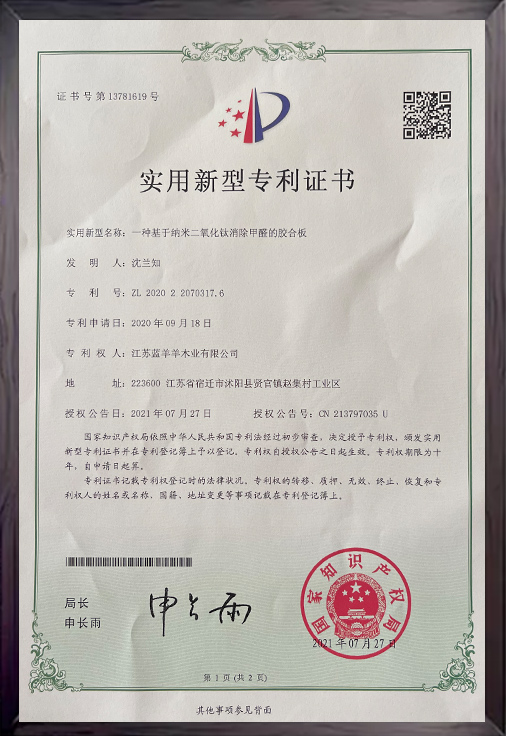 证书号第13781619号
实用新型专利证书
实用新型名称：一种基于纳米二氧化钛消除甲醛的胶合板
发 明 人：沈兰知
专 利 号：ZL 2020 2 2070317.6
专利申请日：2020年09月18日
专 利 权 人：江苏蓝羊羊木业有限公司
地 址：223600 江苏省宿迁市沭阳县贤官镇赵集村工业区
授权公告日：2021年07月27日 授权公告号：CN 213797035 U
国家知识产权局依照中华人民共和国专利法经过初步审查，决定授予专利权，颁发实用
新型专利证书并在专利登记簿上予以登记。专利权自授权公告之日起生效。专利权期限为十
年，自申请日起算。
专利证书记载专利权登记时的法律状况。专利权的转移、质押、无效、终止、恢复和专
利权人的姓名或名称、国籍、地址变更等事项记载在专利登记簿上。
局长
申长雨
申长雨
国家知识产权局
2021年07月27日
第 1 页 (共 2 页)
其他事项参见背面